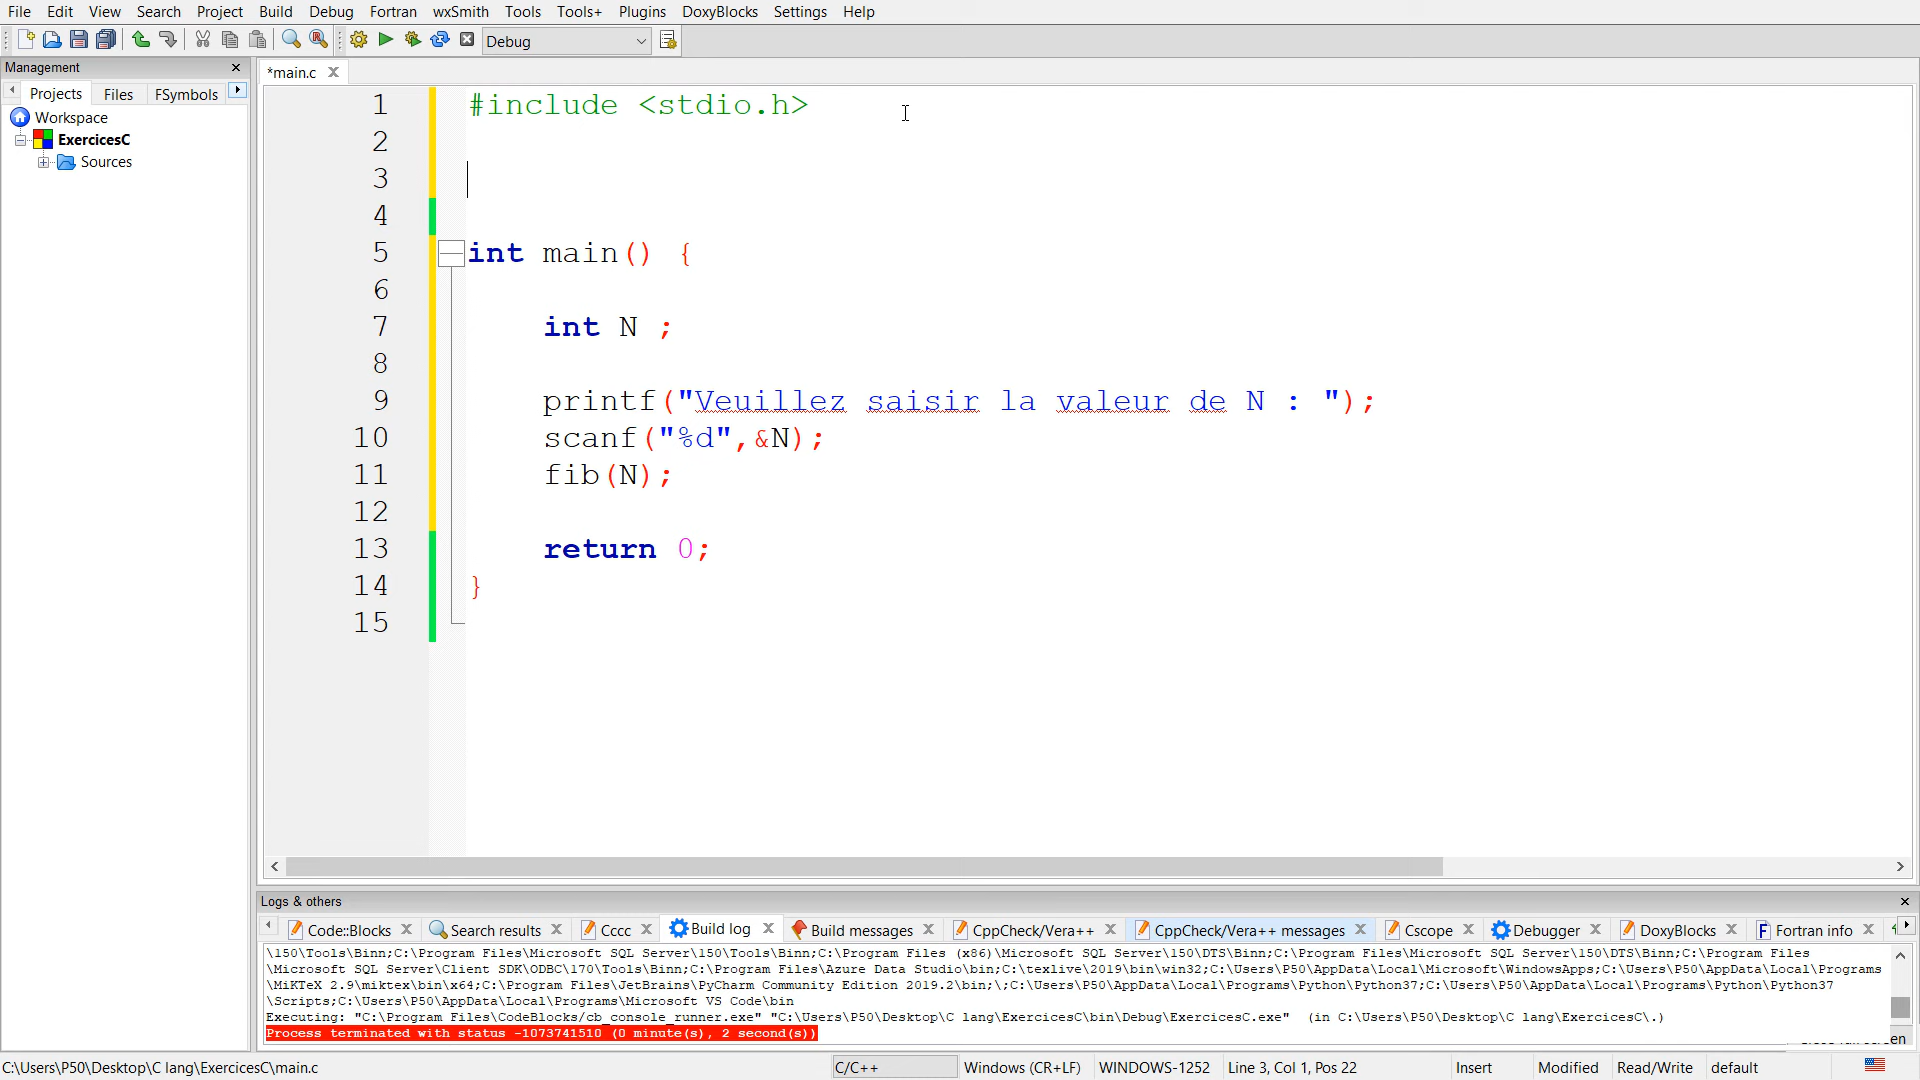 File Edit View Search Project Build Debug Fortran wxSmith Tools Tools+ Plugins DoxyBlocks Settings Help
Debug
Management
*main.c
Projects Files FSymbols
Workspace
ExercicesC
Sources
1 #include <stdio.h>
2
3
4
5 int main() {
6
7 int N ;
8
9 printf("Veuillez saisir la valeur de N : ");
10 scanf("%d",&N);
11 fib(N);
12
13 return 0;
14 }
15
Logs & others
Code::Blocks Search results Cccc Build log Build messages CppCheck/Vera++ CppCheck/Vera++ messages Cscope Debugger DoxyBlocks Fortran info
\150\Tools\Binn;C:\Program Files\Microsoft SQL Server\150\Tools\Binn;C:\Program Files (x86)\Microsoft SQL Server\150\DTS\Binn;C:\Program Files\Microsoft SQL Server\150\DTS\Binn;C:\Program Files
\Microsoft SQL Server\Client SDK\ODBC\170\Tools\Binn;C:\Program Files\Azure Data Studio\bin;C:\texlive\2019\bin\win32;C:\Users\P50\AppData\Local\Microsoft\WindowsApps;C:\Users\P50\AppData\Local\Programs
\MiKTeX 2.9\miktex\bin\x64;C:\Program Files\JetBrains\PyCharm Community Edition 2019.2\bin;\;C:\Users\P50\AppData\Local\Programs\Python\Python37;C:\Users\P50\AppData\Local\Programs\Python\Python37
\Scripts;C:\Users\P50\AppData\Local\Programs\Microsoft VS Code\bin
Executing: "C:\Program Files\CodeBlocks/cb_console_runner.exe" "C:\Users\P50\Desktop\C lang\ExercicesC\bin\Debug\ExercicesC.exe" (in C:\Users\P50\Desktop\C lang\ExercicesC\.)
Process terminated with status -1073741510 (0 minute(s), 2 second(s))
C:\Users\P50\Desktop\C lang\ExercicesC\main.c C/C++ Windows (CR+LF) WINDOWS-1252 Line 3, Col 1, Pos 22 Insert Modified Read/Write default